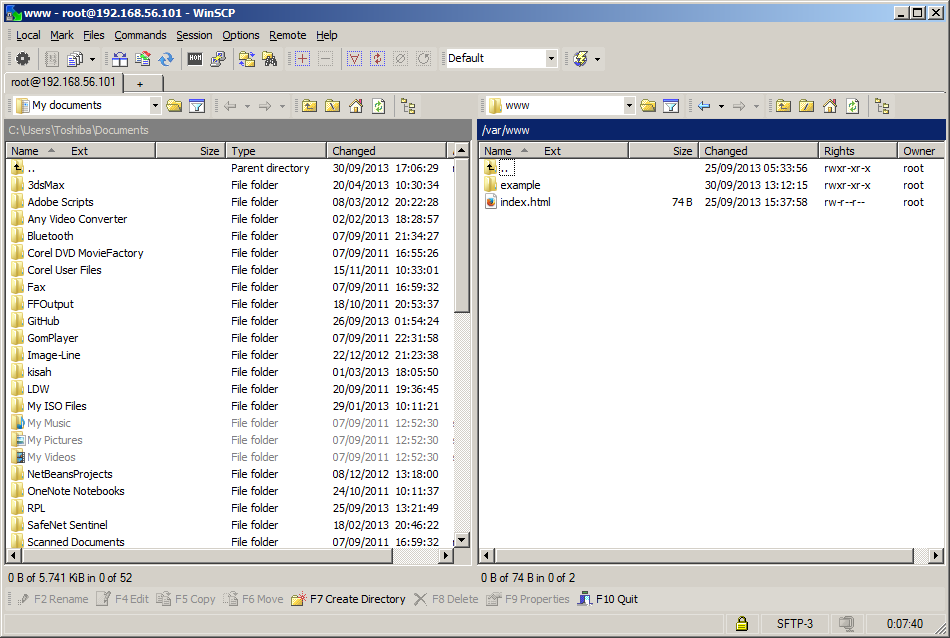 www - root@192.168.56.101 - WinSCP
Local Mark Files Commands Session Options Remote Help
Default
root@192.168.56.101 +
My documents www
C:\Users\Toshiba\Documents /var/www
Name Ext Size Type Changed Name Ext Size Changed Rights Owner
.. Parent directory 30/09/2013 17:06:29 .. 25/09/2013 05:33:56 rwxr-xr-x root
3dsMax File folder 20/04/2013 10:30:34 example 30/09/2013 13:12:15 rwxr-xr-x root
Adobe Scripts File folder 08/03/2012 20:22:28 index.html 74 B 25/09/2013 15:37:58 rw-r--r-- root
Any Video Converter File folder 02/02/2013 18:28:57
Bluetooth File folder 07/09/2011 21:34:27
Corel DVD MovieFactory File folder 07/09/2011 16:55:26
Corel User Files File folder 15/11/2011 10:33:01
Fax File folder 07/09/2011 16:59:32
FFOutput File folder 18/10/2011 20:53:37
GitHub File folder 26/09/2013 01:54:24
GomPlayer File folder 07/09/2011 22:31:58
Image-Line File folder 22/12/2012 21:23:38
kisah File folder 01/03/2013 18:05:50
LDW File folder 20/09/2011 19:36:45
My ISO Files File folder 29/01/2013 10:11:21
My Music File folder 07/09/2011 12:52:30
My Pictures File folder 07/09/2011 12:52:30
My Videos File folder 07/09/2011 12:52:30
NetBeansProjects File folder 08/12/2012 13:18:00
OneNote Notebooks File folder 24/10/2011 10:11:37
RPL File folder 25/09/2013 13:21:49
SafeNet Sentinel File folder 18/02/2013 20:46:22
Scanned Documents File folder 07/09/2011 16:59:32
0 B of 5.741 KiB in 0 of 52 0 B of 74 B in 0 of 2
F2 Rename F4 Edit F5 Copy F6 Move F7 Create Directory F8 Delete F9 Properties F10 Quit
SFTP-3 0:07:40